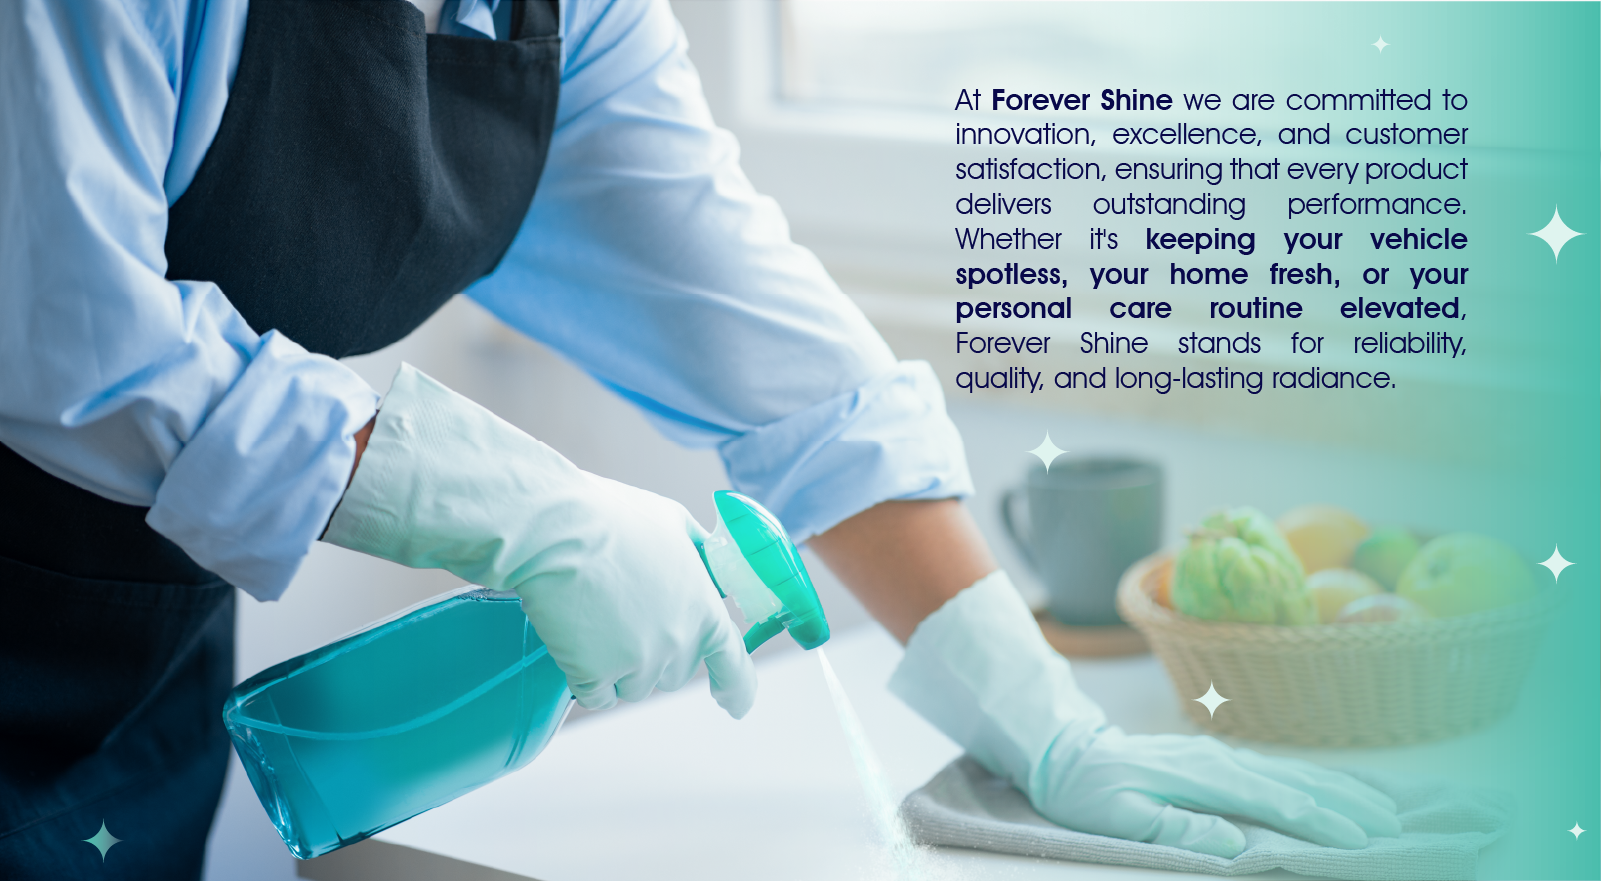 At Forever Shine we are committed to
innovation, excellence, and customer
satisfaction, ensuring that every product
delivers outstanding performance.
Whether it's keeping your vehicle
spotless, your home fresh, or your
personal care routine elevated,
Forever Shine stands for reliability,
quality, and long-lasting radiance.